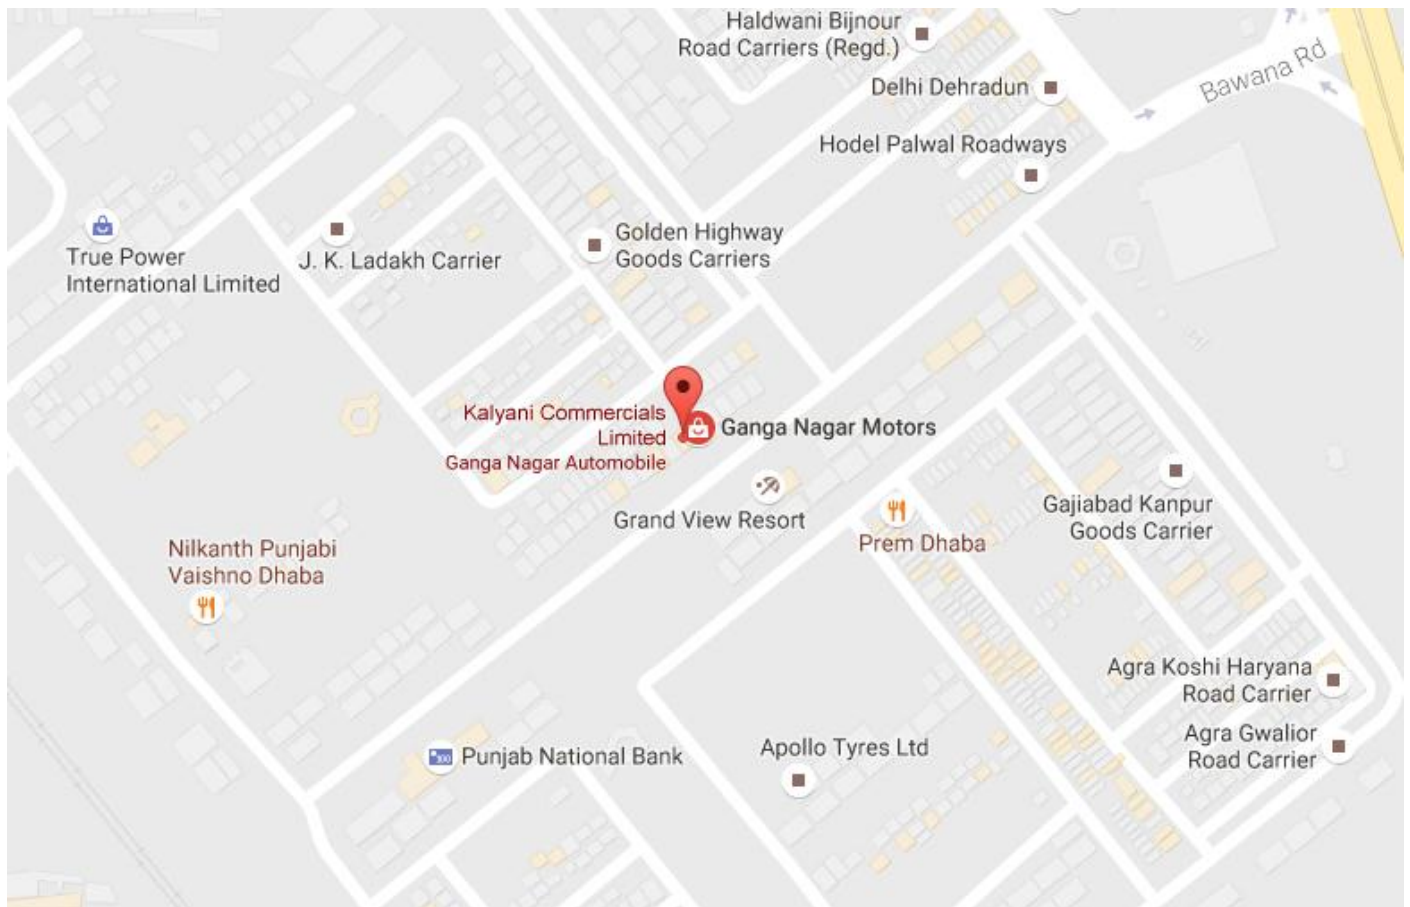 Haldwani Bijnour
Road Carriers (Regd.)
Bawana Rd
Delhi Dehradun
Hodel Palwal Roadways
True Power
International Limited
J. K. Ladakh Carrier
Golden Highway
Goods Carriers
Kalyani Commercials
Limited
Ganga Nagar Automobile
Ganga Nagar Motors
Grand View Resort
Prem Dhaba
Gajiabad Kanpur
Goods Carrier
Nilkanth Punjabi
Vaishno Dhaba
Agra Koshi Haryana
Road Carrier
Agra Gwalior
Road Carrier
Punjab National Bank
Apollo Tyres Ltd